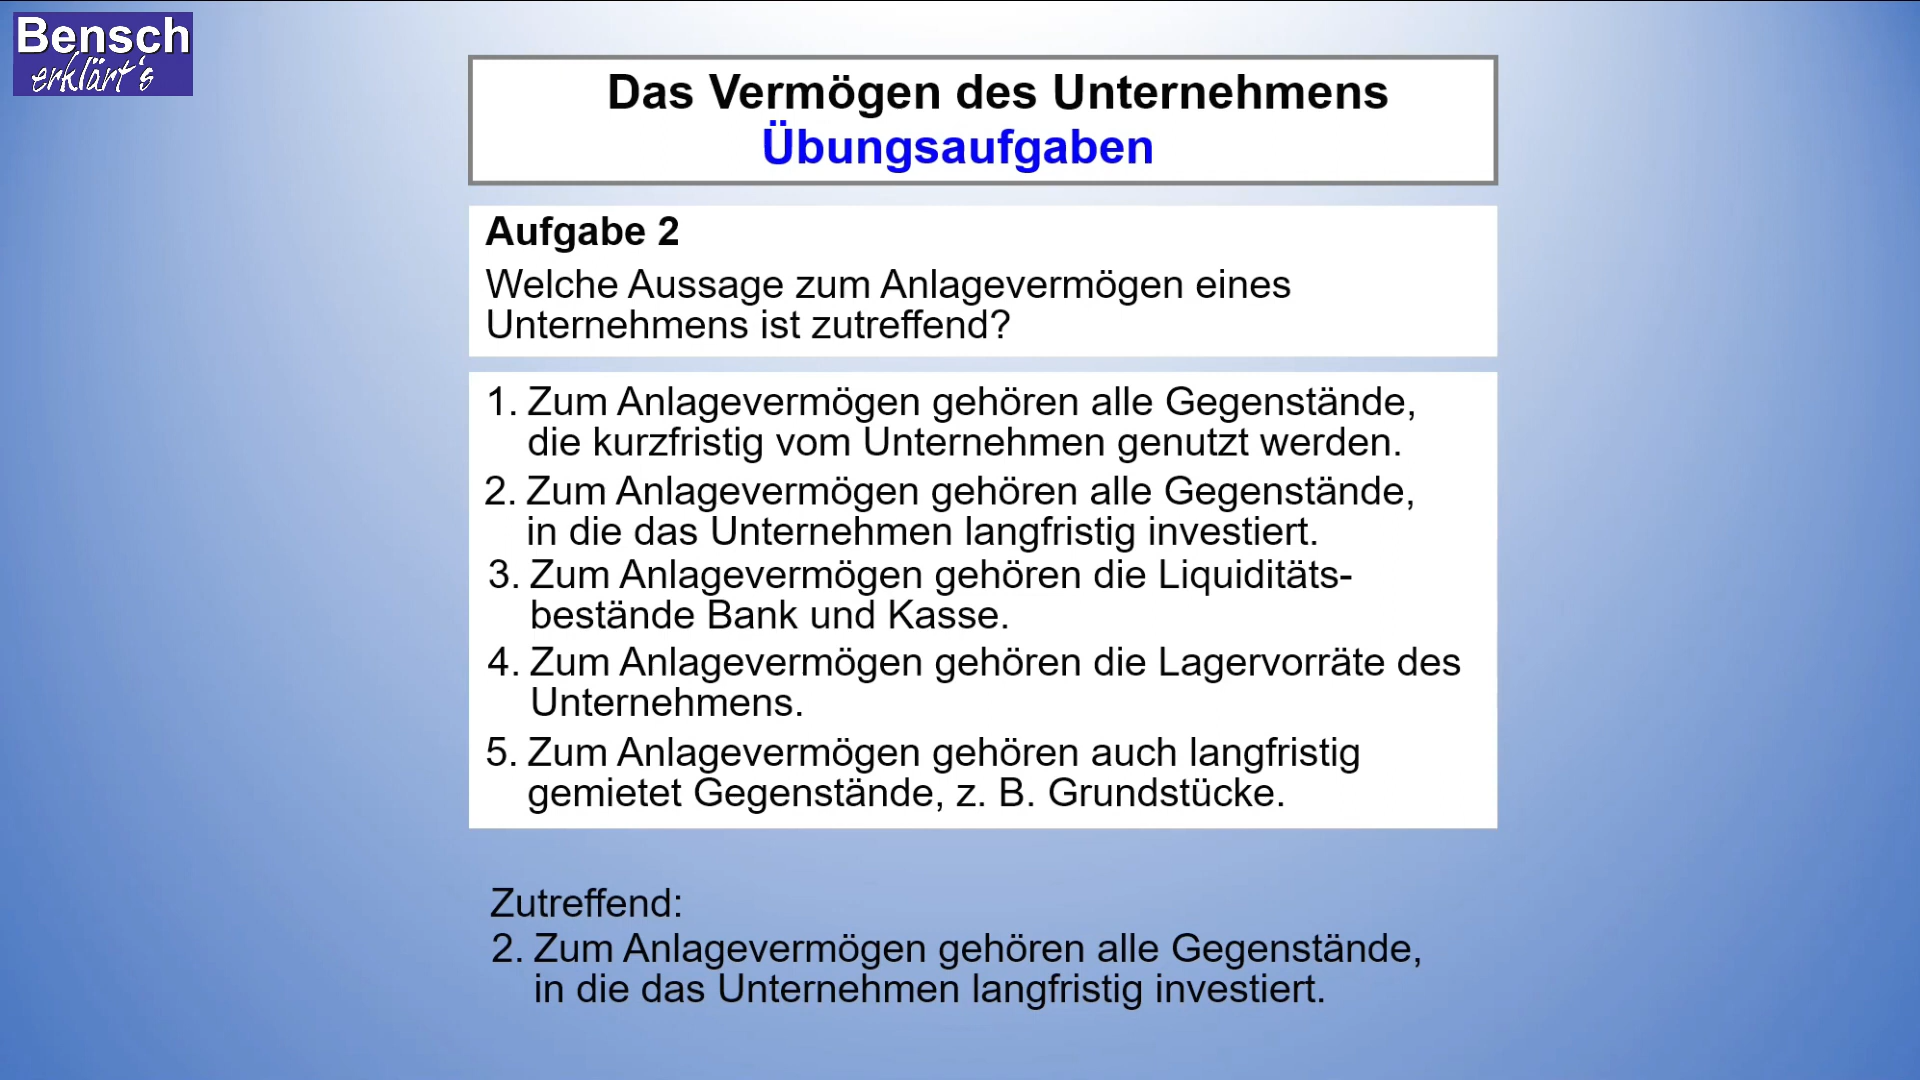 Bensch
erklärt's
Das Vermögen des Unternehmens
Übungsaufgaben
Aufgabe 2
Welche Aussage zum Anlagevermögen eines
Unternehmens ist zutreffend?
1. Zum Anlagevermögen gehören alle Gegenstände,
die kurzfristig vom Unternehmen genutzt werden.
2. Zum Anlagevermögen gehören alle Gegenstände,
in die das Unternehmen langfristig investiert.
3. Zum Anlagevermögen gehören die Liquiditäts-
bestände Bank und Kasse.
4. Zum Anlagevermögen gehören die Lagervorräte des
Unternehmens.
5. Zum Anlagevermögen gehören auch langfristig
gemietet Gegenstände, z. B. Grundstücke.
Zutreffend:
2. Zum Anlagevermögen gehören alle Gegenstände,
in die das Unternehmen langfristig investiert.